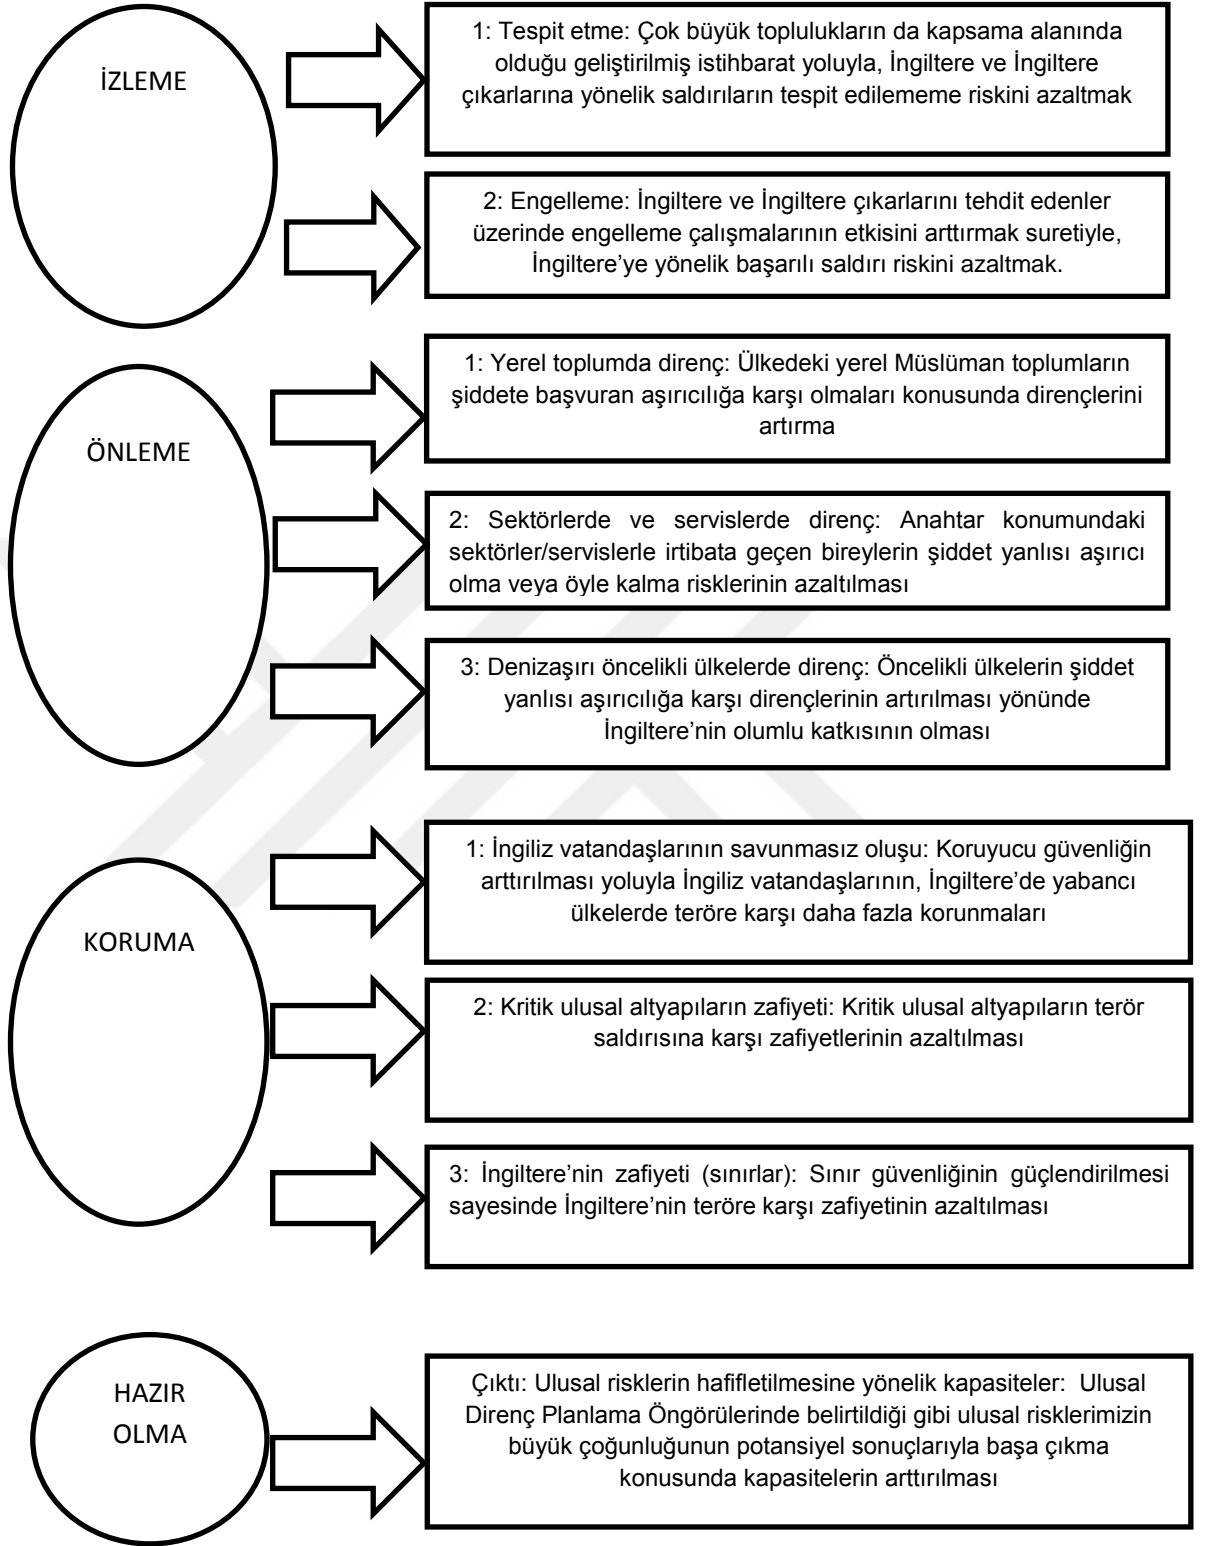 İZLEME
1: Tespit etme: Çok büyük toplulukların da kapsama alanında
olduğu geliştirilmiş istihbarat yoluyla, İngiltere ve İngiltere
çıkarlarına yönelik saldırıların tespit edilememe riskini azaltmak
2: Engelleme: İngiltere ve İngiltere çıkarlarını tehdit edenler
üzerinde engelleme çalışmalarının etkisini arttırmak suretiyle,
İngiltere’ye yönelik başarılı saldırı riskini azaltmak.
ÖNLEME
1: Yerel toplumda direnç: Ülkedeki yerel Müslüman toplumların
şiddete başvuran aşırıcılığa karşı olmaları konusunda dirençlerini
artırma
2: Sektörlerde ve servislerde direnç: Anahtar konumundaki
sektörler/servislerle irtibata geçen bireylerin şiddet yanlısı aşırıcı
olma veya öyle kalma risklerinin azaltılması
3: Denizaşırı öncelikli ülkelerde direnç: Öncelikli ülkelerin şiddet
yanlısı aşırıcılığa karşı dirençlerinin artırılması yönünde
İngiltere’nin olumlu katkısının olması
KORUMA
1: İngiliz vatandaşlarının savunmasız oluşu: Koruyucu güvenliğin
arttırılması yoluyla İngiliz vatandaşlarının, İngiltere’de yabancı
ülkelerde teröre karşı daha fazla korunmaları
2: Kritik ulusal altyapıların zafiyeti: Kritik ulusal altyapıların terör
saldırısına karşı zafiyetlerinin azaltılması
3: İngiltere’nin zafiyeti (sınırlar): Sınır güvenliğinin güçlendirilmesi
sayesinde İngiltere’nin teröre karşı zafiyetinin azaltılması
HAZIR
OLMA
Çıktı: Ulusal risklerin hafifletilmesine yönelik kapasiteler: Ulusal
Direnç Planlama Öngörülerinde belirtildiği gibi ulusal risklerimizin
büyük çoğunluğunun potansiyel sonuçlarıyla başa çıkma
konusunda kapasitelerin arttırılması